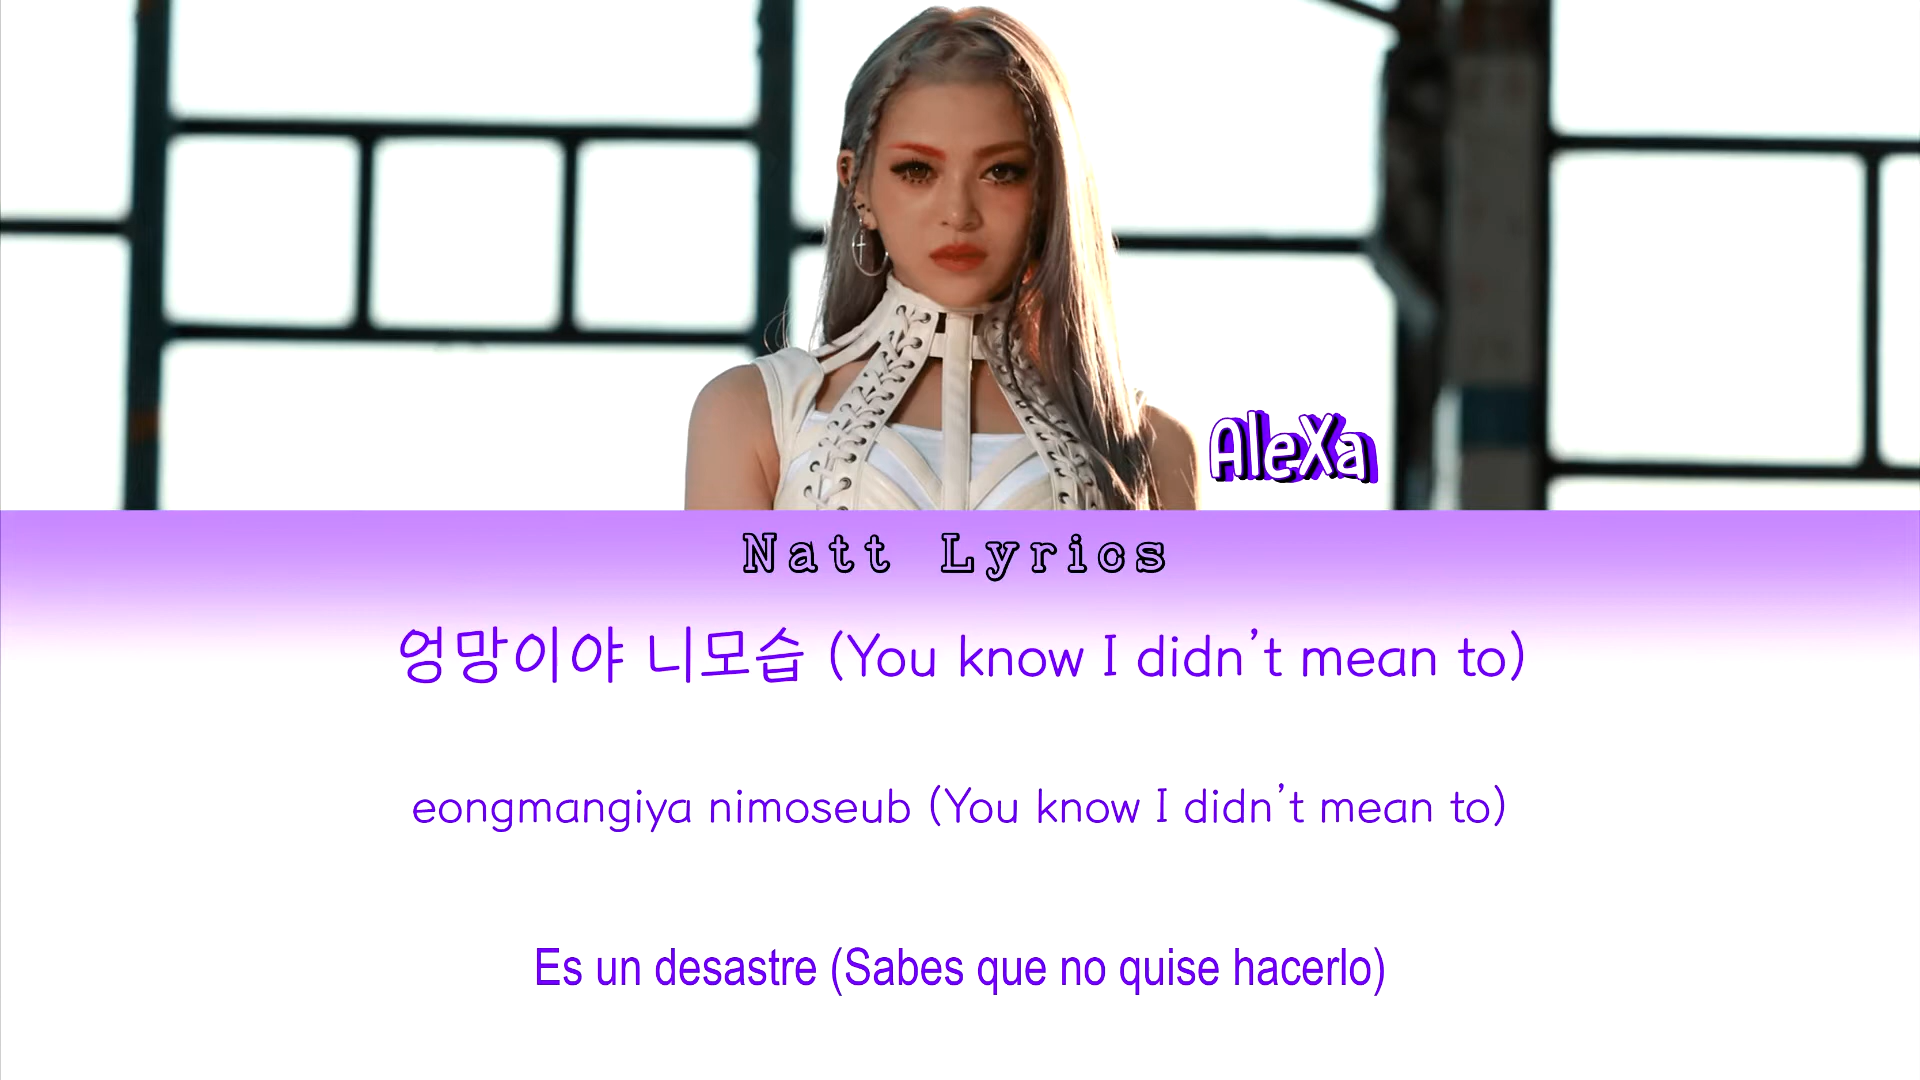 AleXa
Natt Lyrics
엉망이야 니모습 (You know I didn't mean to)
eongmangiya nimoseub (You know I didn't mean to)
Es un desastre (Sabes que no quise hacerlo)